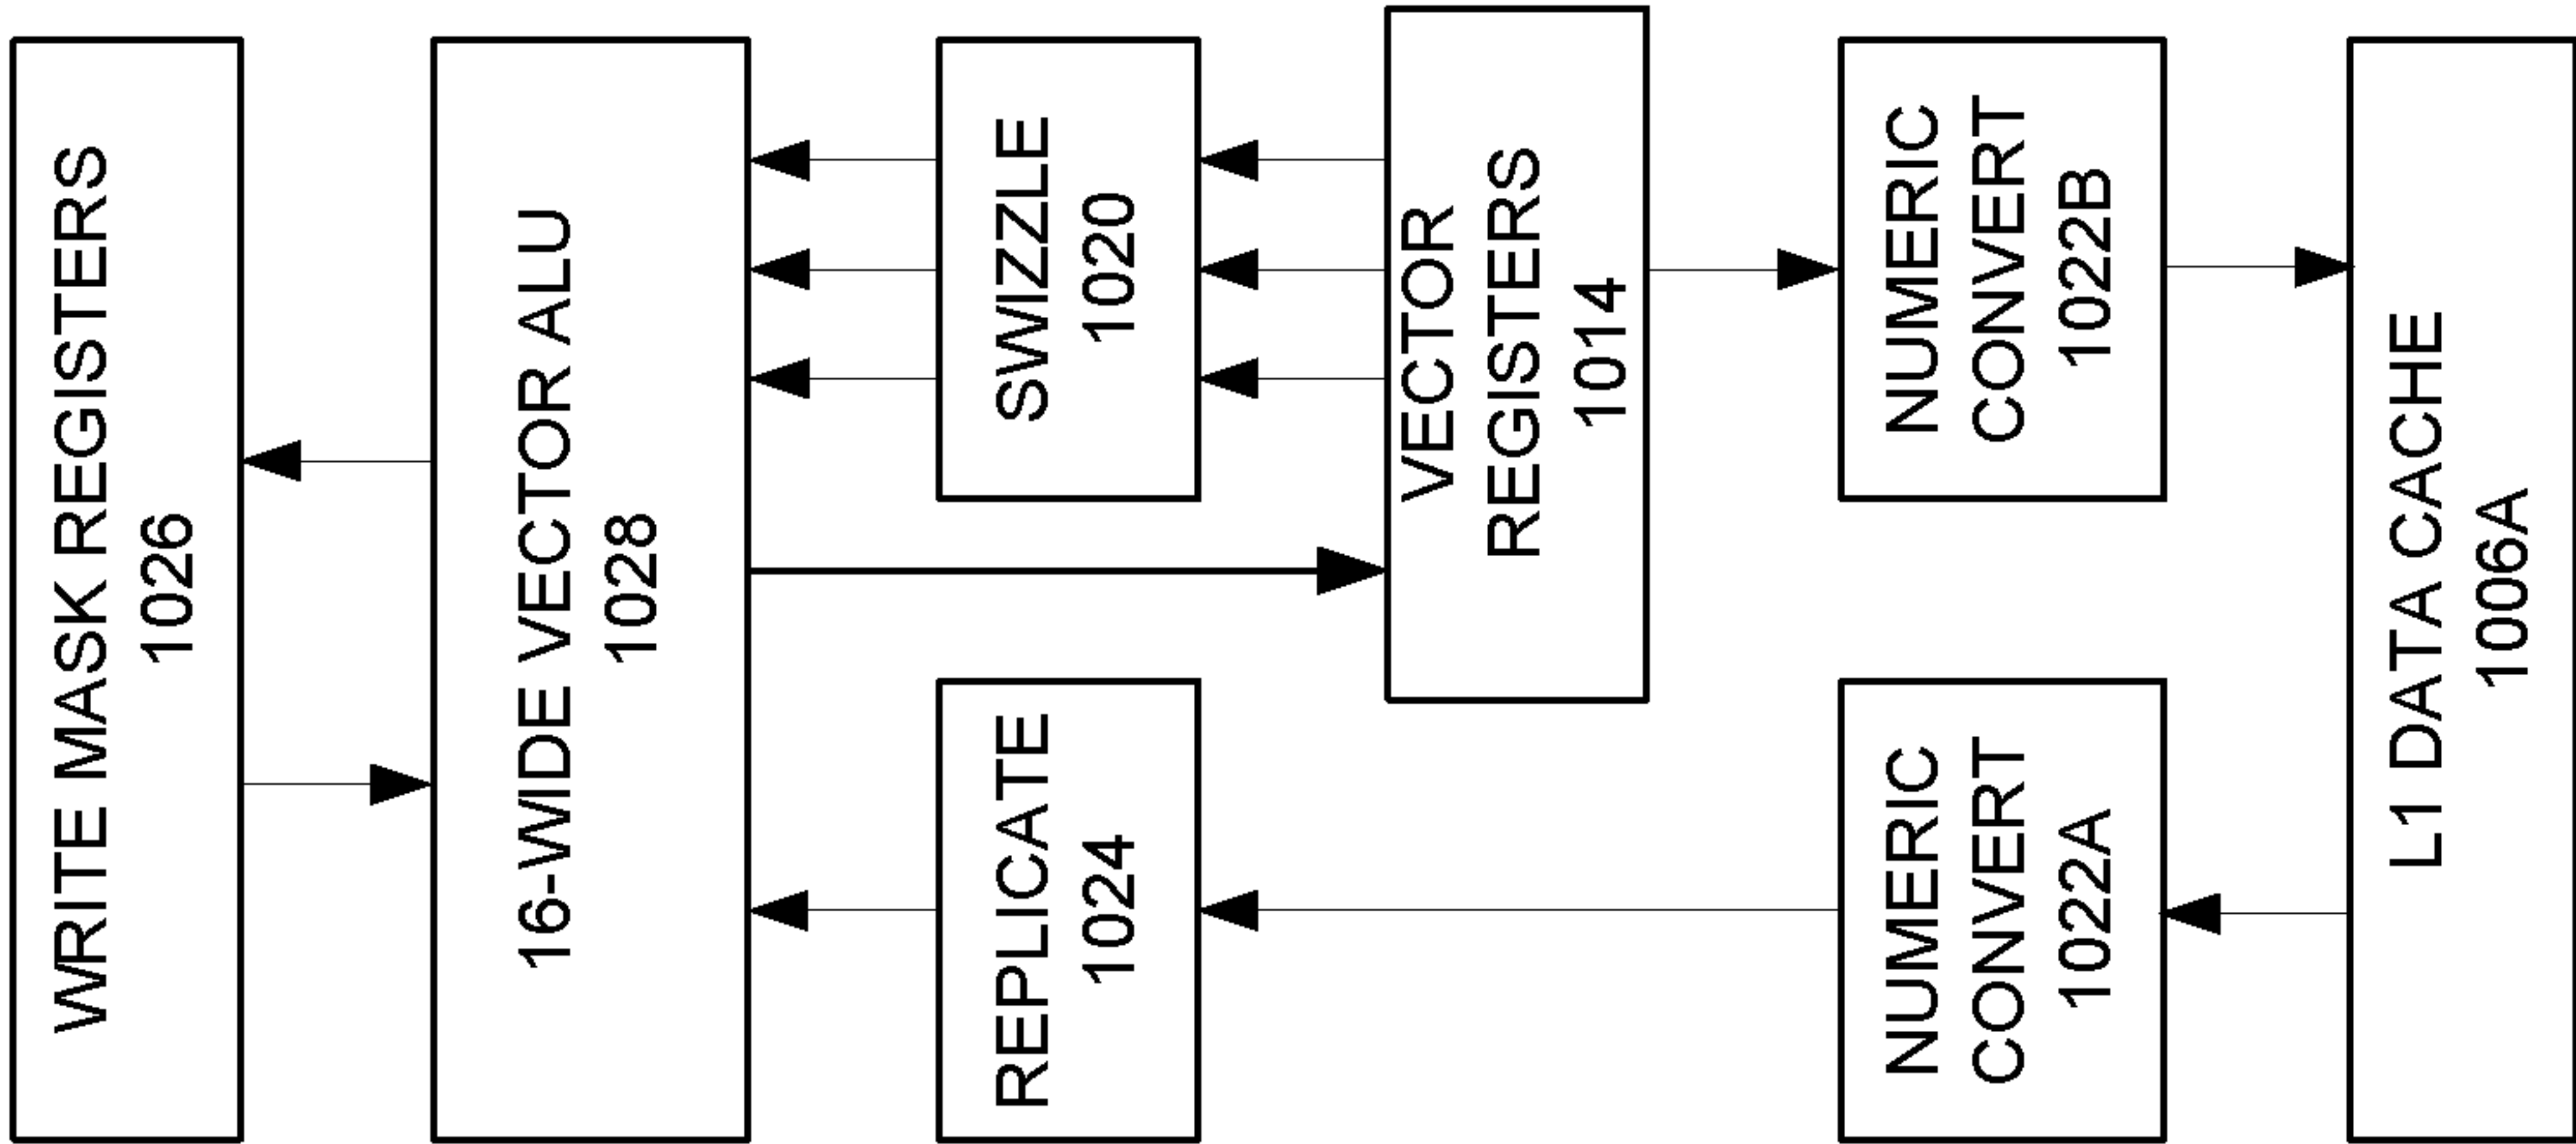 WRITE MASK REGISTERS
1026
16-WIDE VECTOR ALU
1028
REPLICATE
1024
SWIZZLE
1020
VECTOR
REGISTERS
1014
NUMERIC
CONVERT
1022A
NUMERIC
CONVERT
1022B
L1 DATA CACHE
1006A